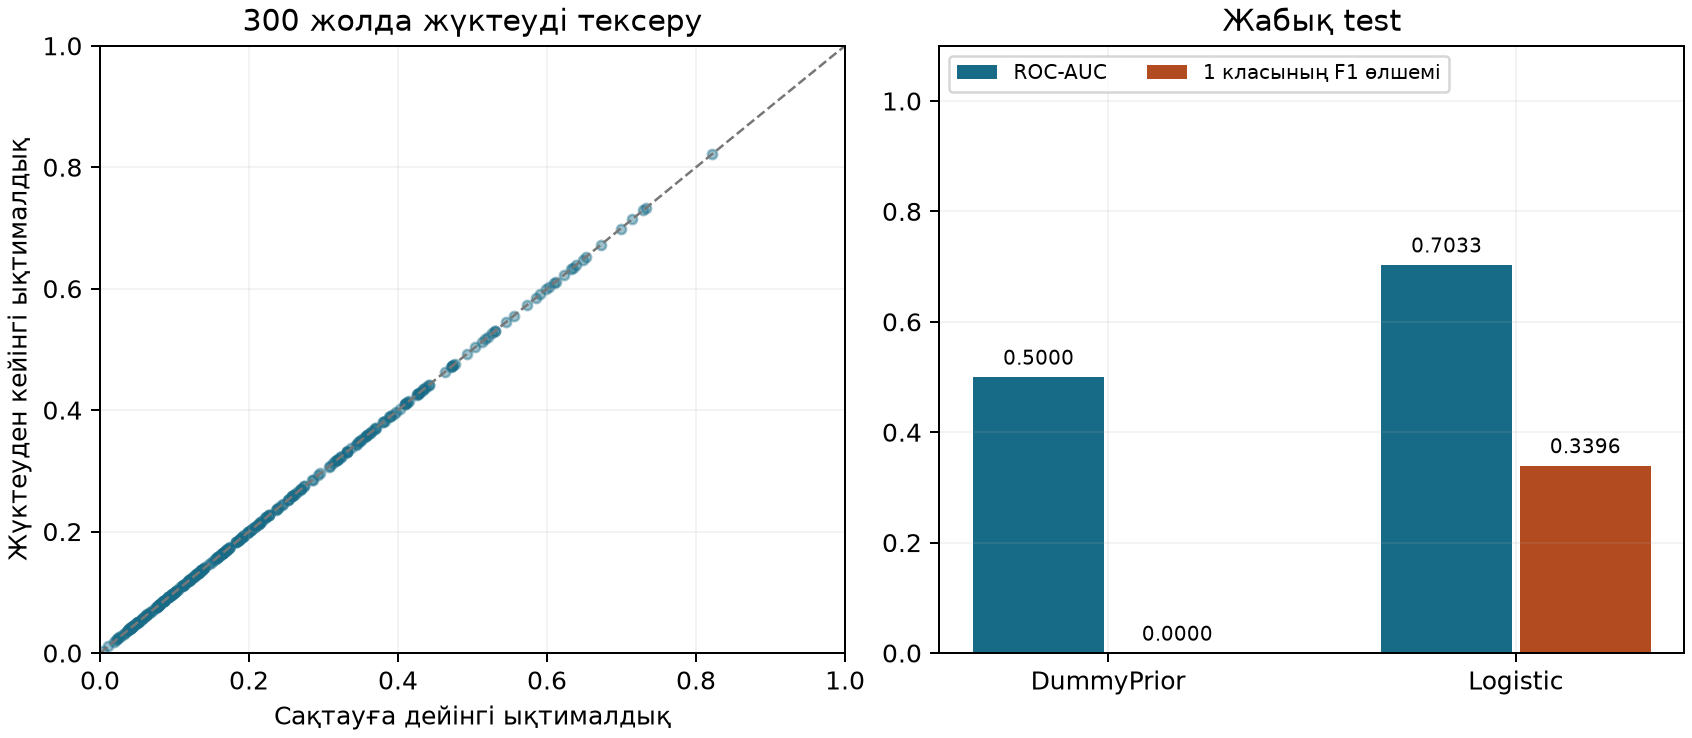 300 жолда жүктеуді тексеру
1.0
0.8
0.6
0.4
0.2
0.0
Жүктеуден кейінгі ықтималдық
0.0 0.2 0.4 0.6 0.8 1.0
Сақтауға дейінгі ықтималдық
Жабық test
ROC-AUC 1 класының F1 өлшемі
1.0
0.8
0.6
0.4
0.2
0.0
0.5000
0.0000
0.7033
0.3396
DummyPrior Logistic